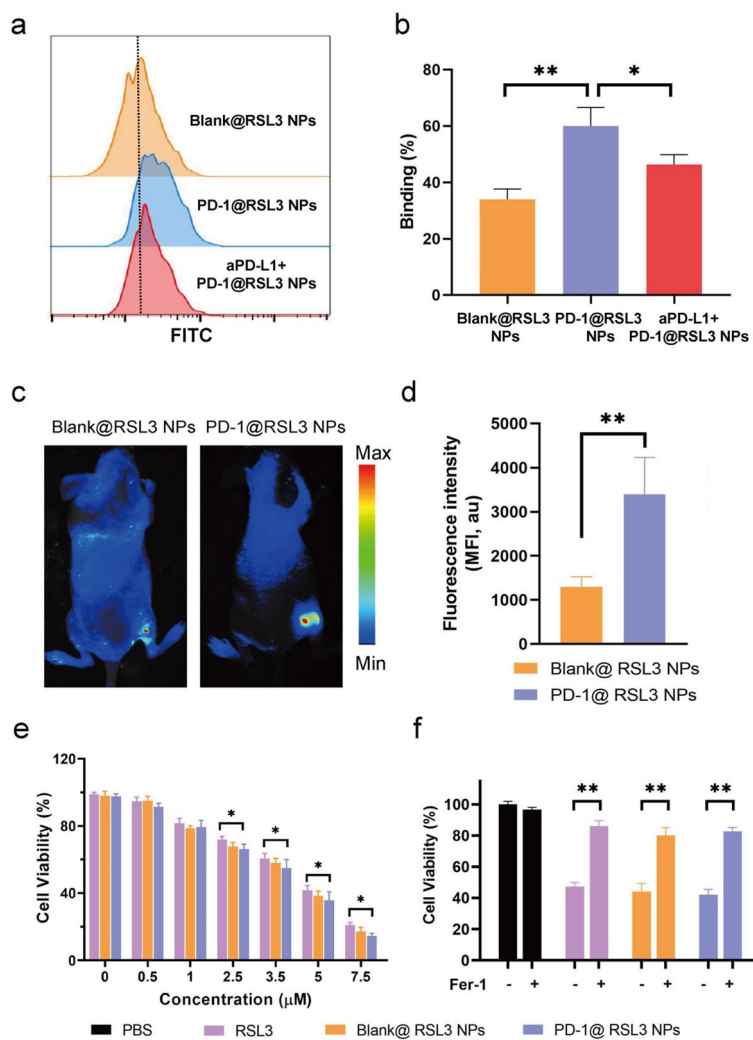 a
Blank@RSL3 NPs
PD-1@RSL3 NPs
aPD-L1+
PD-1@RSL3 NPs
FITC
b
**
*
80
60
40
20
0
Binding (%)
Blank@RSL3
NPs
PD-1@RSL3
NPs
aPD-L1+
PD-1@RSL3 NPs
c
Blank@RSL3 NPs
PD-1@RSL3 NPs
Max
Min
d
**
5000
4000
3000
2000
1000
0
Fluorescence intensity
(MFI, au)
Blank@ RSL3 NPs
PD-1@ RSL3 NPs
e
120
80
40
0
Cell Viability (%)
*
*
*
*
0 0.5 1 2.5 3.5 5 7.5
Concentration (μM)
f
** ** **
100
80
60
40
20
0
Cell Viability (%)
Fer-1 - + - + - + - +
PBS RSL3 Blank@ RSL3 NPs PD-1@ RSL3 NPs